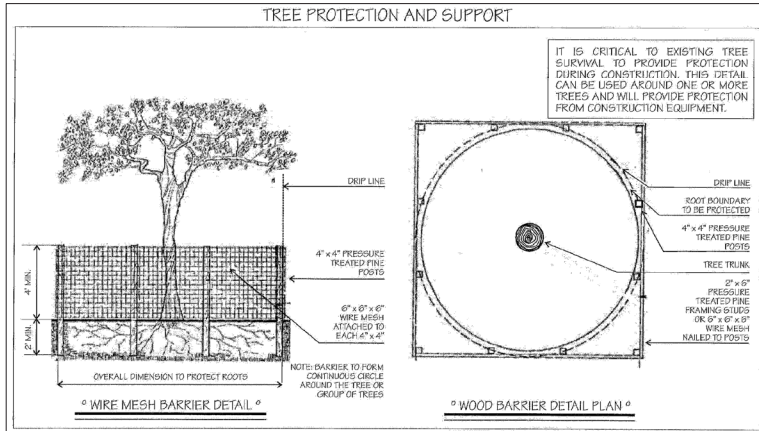 TREE PROTECTION AND SUPPORT
IT IS CRITICAL TO EXISTING TREE
SURVIVAL TO PROVIDE PROTECTION
DURING CONSTRUCTION. THIS DETAIL
CAN BE USED AROUND ONE OR MORE
TREES AND WILL PROVIDE PROTECTION
FROM CONSTRUCTION EQUIPMENT.
DRIP LINE
4" x 4" PRESSURE
TREATED PINE
POSTS
6" x 6" x 6"
WIRE MESH
ATTACHED TO
EACH 4" x 4"
4' MIN.
2' MIN.
OVERALL DIMENSION TO PROTECT ROOTS
NOTE: BARRIER TO FORM
CONTINUOUS CIRCLE
AROUND THE TREE OR
GROUP OF TREES
" WIRE MESH BARRIER DETAIL "
DRIP LINE
ROOT BOUNDARY
TO BE PROTECTED
4" x 4" PRESSURE
TREATED PINE
POSTS
TREE TRUNK
2" x 6"
PRESSURE
TREATED PINE
FRAMING STUDS
OR 6" x 6" x 6"
WIRE MESH
NAILED TO POSTS
" WOOD BARRIER DETAIL PLAN "